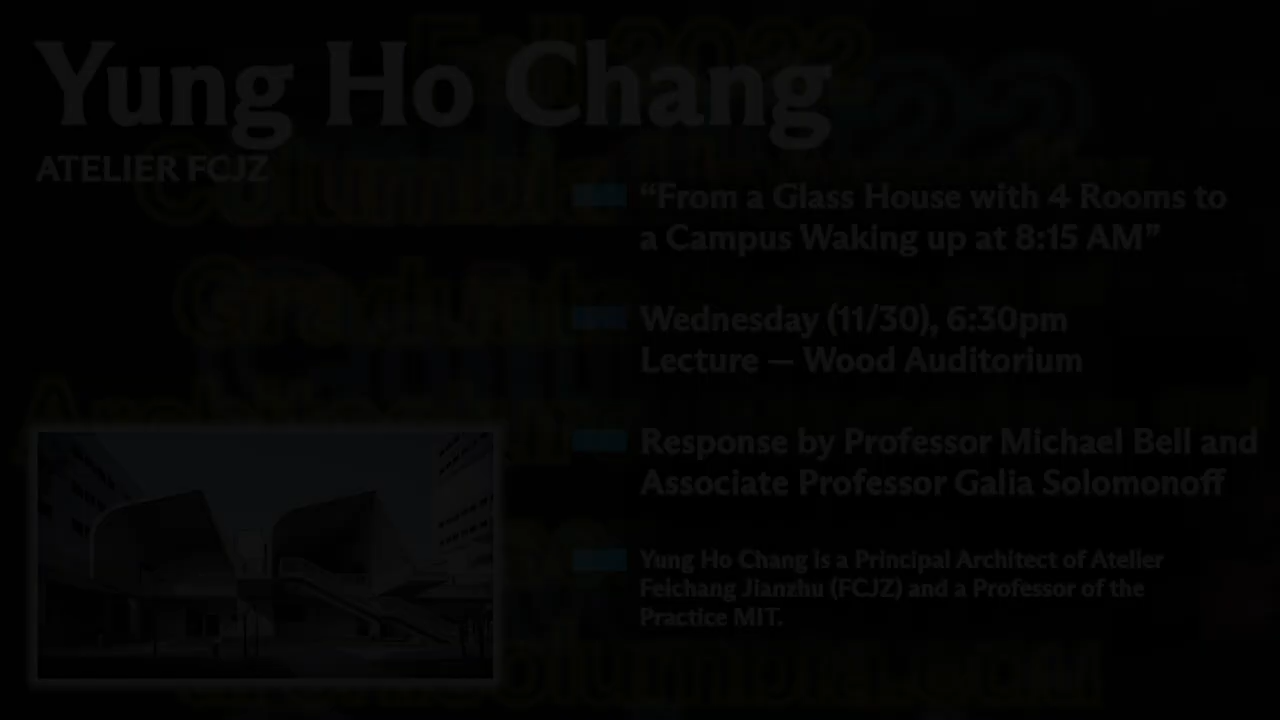 Yung Ho Chang
ATELIER FCJZ
“From a Glass House with 4 Rooms to
a Campus Waking up at 8:15 AM”
Wednesday (11/30), 6:30pm
Lecture — Wood Auditorium
Response by Professor Michael Bell and
Associate Professor Galia Solomonoff
Yung Ho Chang is a Principal Architect of Atelier
Feichang Jianzhu (FCJZ) and a Professor of the
Practice MIT.